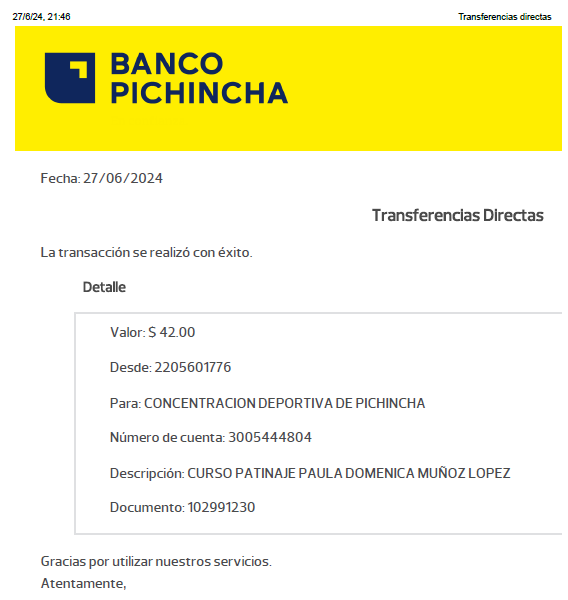 27/6/24, 21:46 Transferencias directas
BANCO
PICHINCHA
Fecha: 27/06/2024
Transferencias Directas
La transacción se realizó con éxito.
Detalle
Valor: $ 42.00
Desde: 2205601776
Para: CONCENTRACION DEPORTIVA DE PICHINCHA
Número de cuenta: 3005444804
Descripción: CURSO PATINAJE PAULA DOMENICA MUÑOZ LOPEZ
Documento: 102991230
Gracias por utilizar nuestros servicios.
Atentamente,